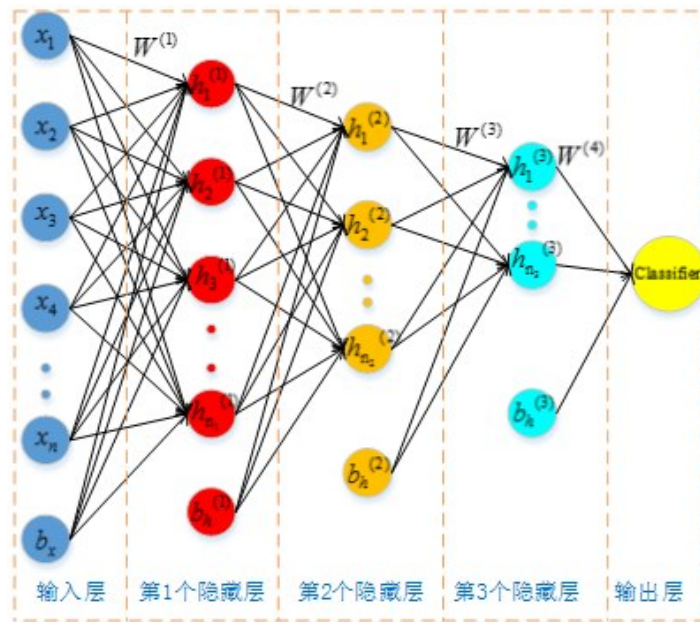 x₁
x₂
x₃
x₄
xₙ
bₓ
W⁽¹⁾
h₁⁽¹⁾
h₂⁽¹⁾
h₃⁽¹⁾
hₙ₁⁽¹⁾
bₕ⁽¹⁾
W⁽²⁾
h₁⁽²⁾
h₂⁽²⁾
hₙ₂⁽²⁾
bₕ⁽²⁾
W⁽³⁾
h₁⁽³⁾
hₙ₂⁽³⁾
bₕ⁽³⁾
W⁽⁴⁾
Classifier
输入层 第1个隐藏层 第2个隐藏层 第3个隐藏层 输出层